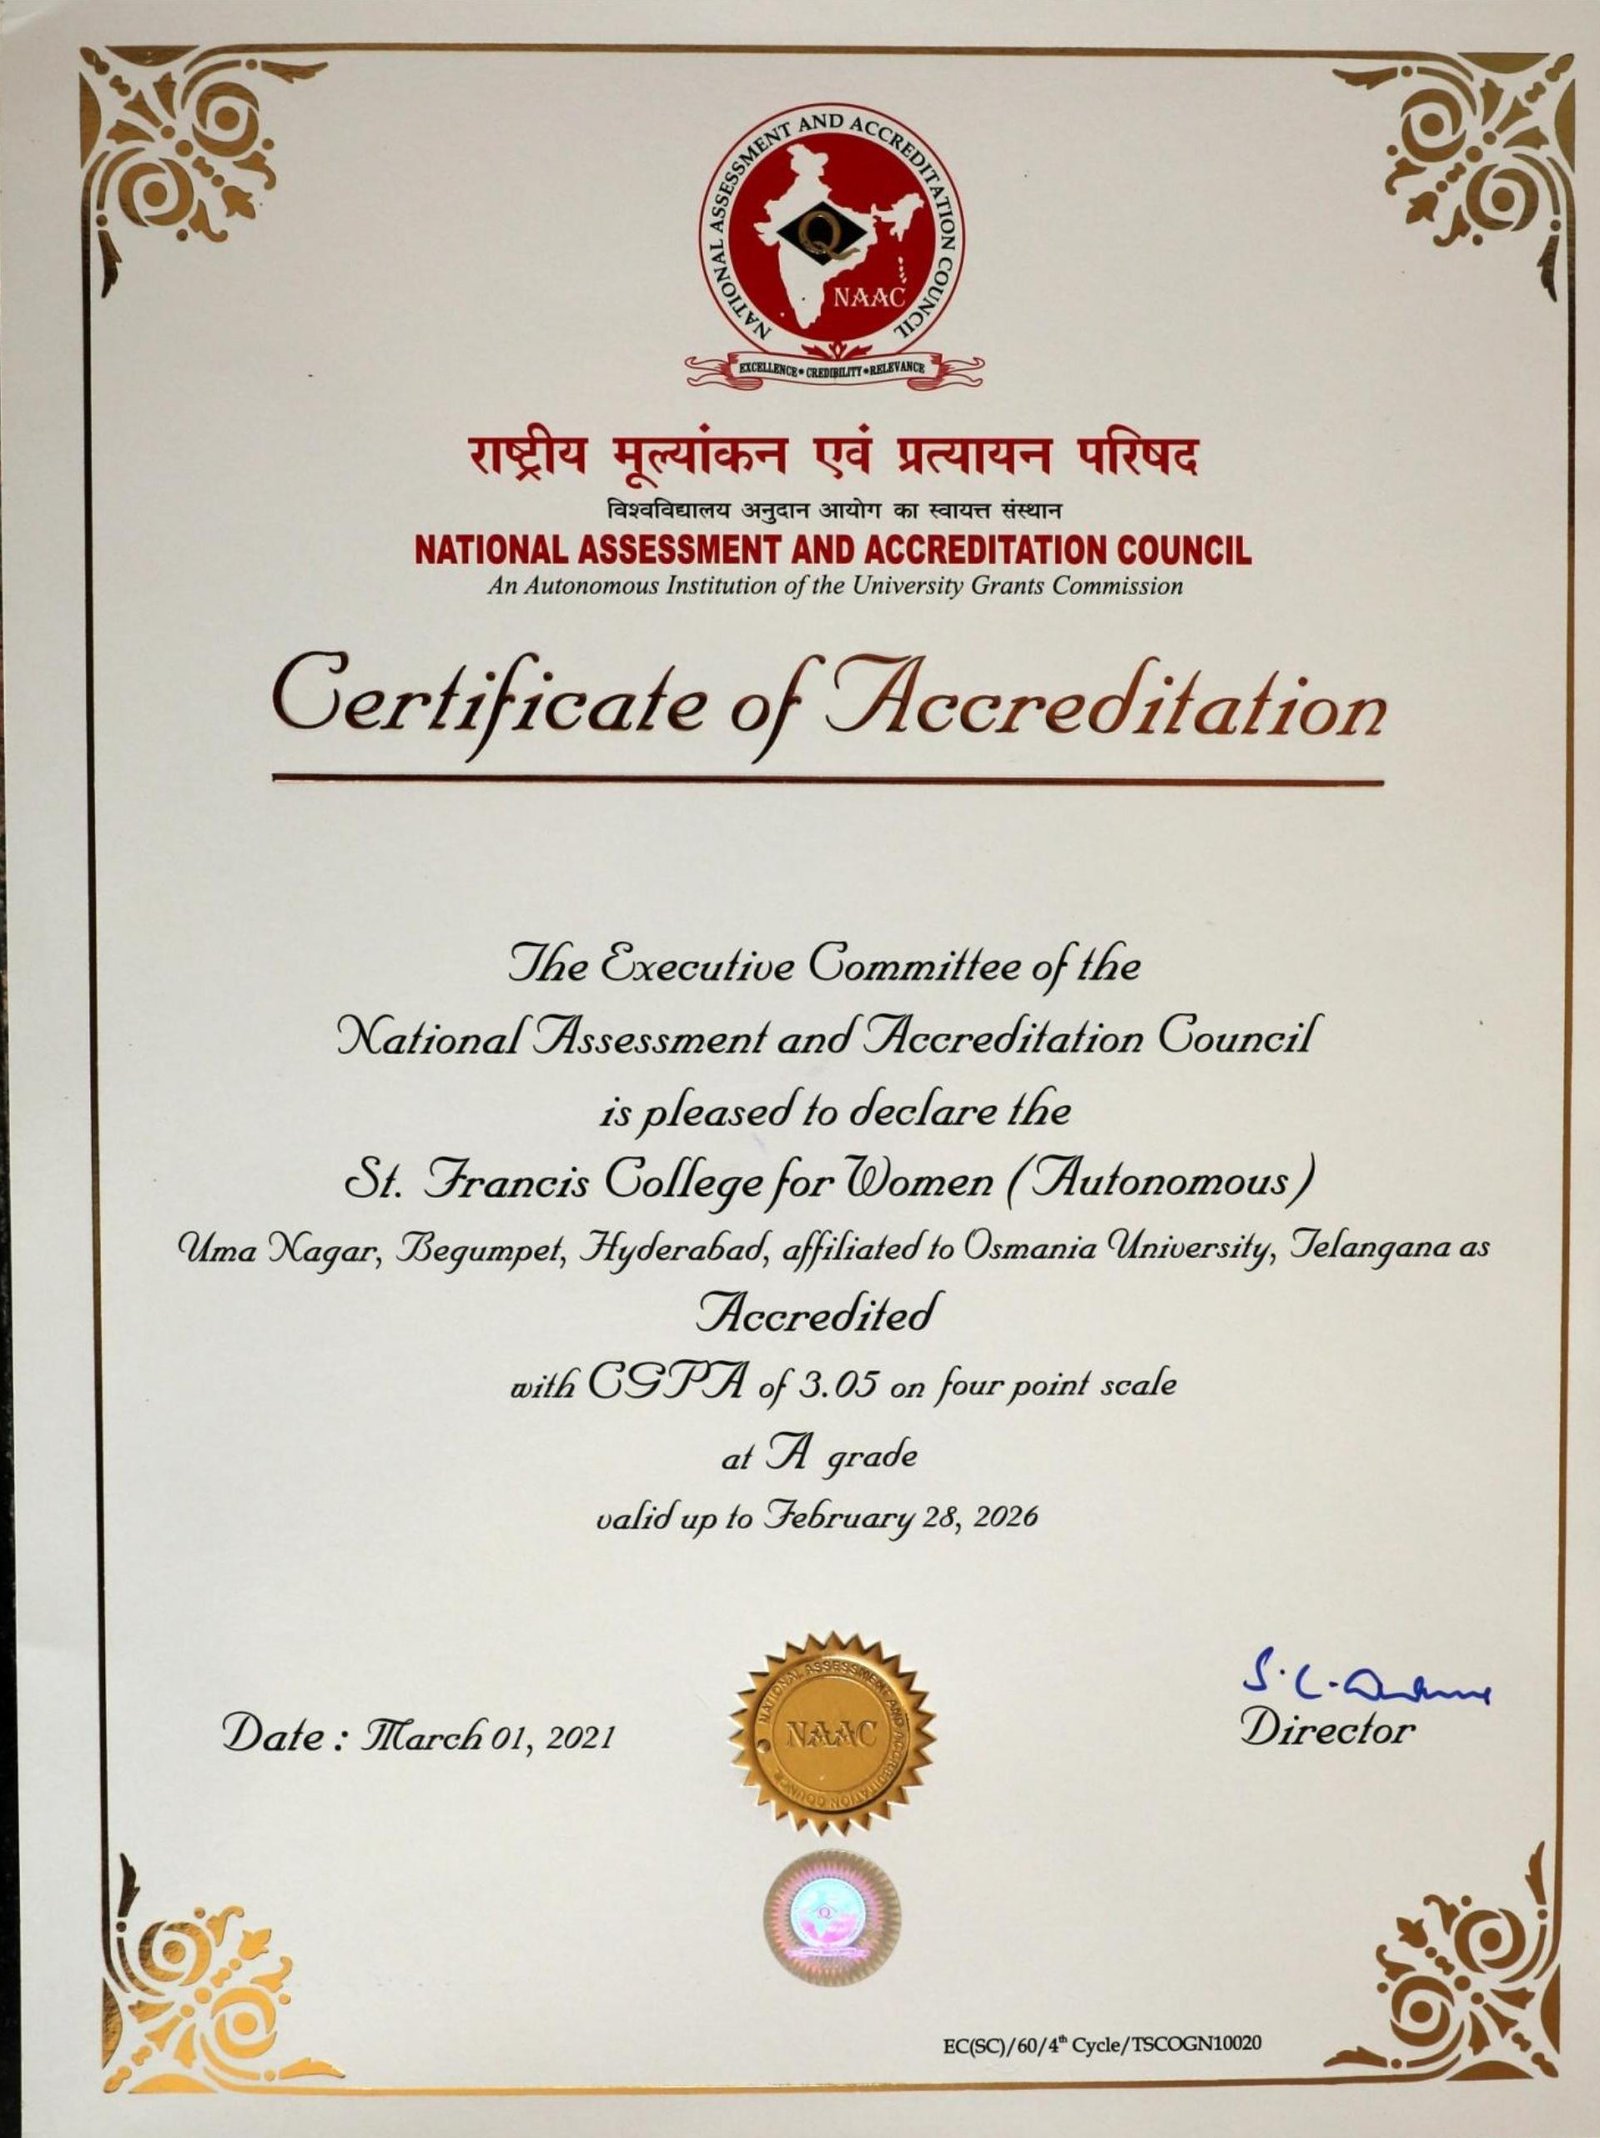 NATIONAL ASSESSMENT AND ACCREDITATION COUNCIL
Q
NAAC
EXCELLENCE • CREDIBILITY • RELEVANCE
राष्ट्रीय मूल्यांकन एवं प्रत्यायन परिषद
विश्वविद्यालय अनुदान आयोग का स्वायत्त संस्थान
NATIONAL ASSESSMENT AND ACCREDITATION COUNCIL
An Autonomous Institution of the University Grants Commission
Certificate of Accreditation
The Executive Committee of the
National Assessment and Accreditation Council
is pleased to declare the
St. Francis College for Women (Autonomous)
Uma Nagar, Begumpet, Hyderabad, affiliated to Osmania University, Telangana as
Accredited
with CGPA of 3.05 on four point scale
at A grade
valid up to February 28, 2026
S. C.
Date : March 01, 2021
Director
NATIONAL ASSESSMENT AND ACCREDITATION COUNCIL
NAAC
Q
EC(SC)/60/4th Cycle/TSCOGN10020